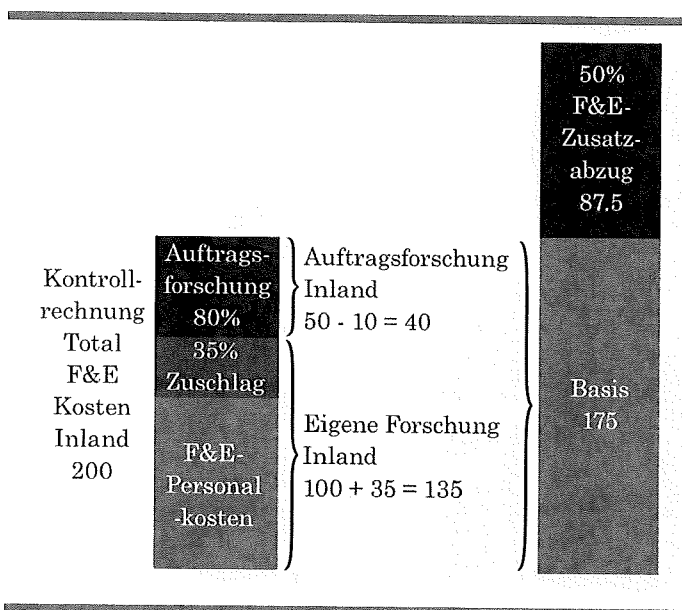 Kontroll-
rechnung
Total
F&E
Kosten
Inland
200
Auftrags-
forschung
80%
35%
Zuschlag
F&E-
Personal
-kosten
Auftragsforschung
Inland
50 - 10 = 40
Eigene Forschung
Inland
100 + 35 = 135
50%
F&E-
Zusatz-
abzug
87.5
Basis
175